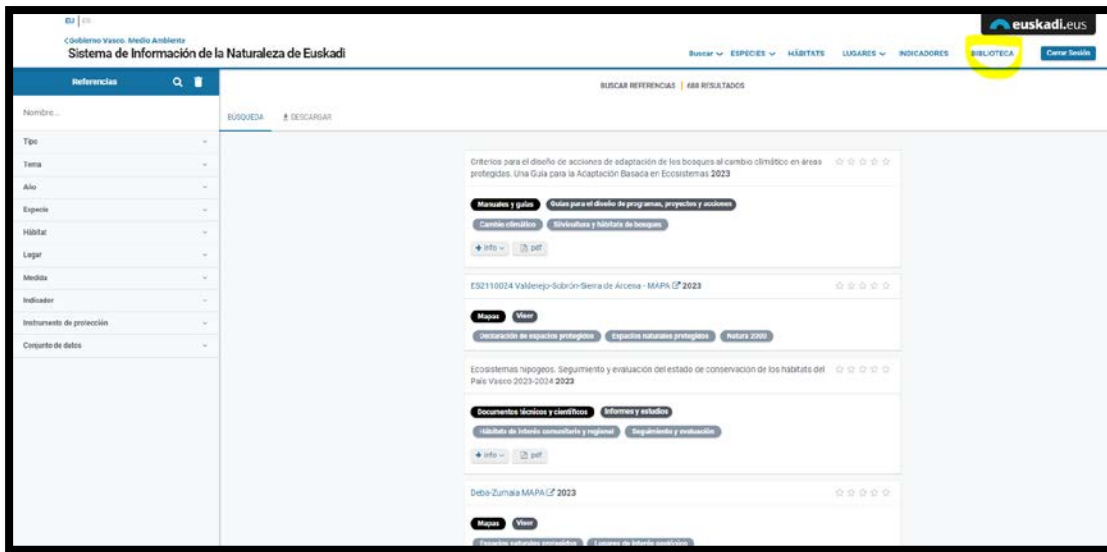 EU | ES
euskadi.eus
< Gobierno Vasco. Medio Ambiente
Sistema de Información de la Naturaleza de Euskadi
Buscar ESPECIES HÁBITATS LUGARES INDICADORES BIBLIOTECA Cerrar Sesión
Referencias
BUSCAR REFERENCIAS | 688 RESULTADOS
Nombre...
BÚSQUEDA DESCARGAR
Tipo
Tema
Año
Especie
Hábitat
Lugar
Medida
Indicador
Instrumento de protección
Conjunto de datos
Criterios para el diseño de acciones de adaptación de los bosques al cambio climático en áreas
protegidas. Una Guía para la Adaptación Basada en Ecosistemas 2023
Manuales y guías Guías para el diseño de programas, proyectos y acciones
Cambio climático Silvicultura y hábitats de bosques
+ info pdf
ES2110024 Valderejo-Sobrón-Sierra de Árcena - MAPA 2023
Mapas Visor
Declaración de espacios protegidos Espacios naturales protegidos Natura 2000
Ecosistemas hipogeos. Seguimiento y evaluación del estado de conservación de los hábitats del
País Vasco 2023-2024 2023
Documentos técnicos y científicos Informes y estudios
Hábitats de interés comunitario y regional Seguimiento y evaluación
+ info pdf
Deba-Zumaia MAPA 2023
Mapas Visor
Espacios naturales protegidos Lugares de interés geológico